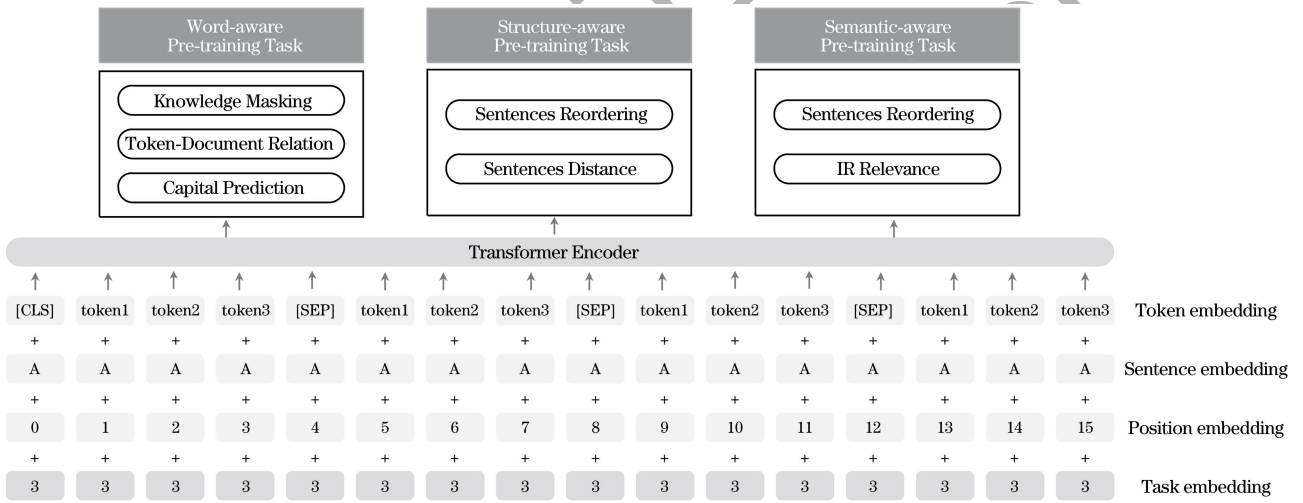 Word-aware
Pre-training Task
Structure-aware
Pre-training Task
Semantic-aware
Pre-training Task
Knowledge Masking
Token-Document Relation
Capital Prediction
Sentences Reordering
Sentences Distance
Sentences Reordering
IR Relevance
Transformer Encoder
[CLS] token1 token2 token3 [SEP] token1 token2 token3 [SEP] token1 token2 token3 [SEP] token1 token2 token3 Token embedding
+ + + + + + + + + + + + + + + +
A A A A A A A A A A A A A A A A Sentence embedding
+ + + + + + + + + + + + + + + +
0 1 2 3 4 5 6 7 8 9 10 11 12 13 14 15 Position embedding
+ + + + + + + + + + + + + + + +
3 3 3 3 3 3 3 3 3 3 3 3 3 3 3 3 Task embedding